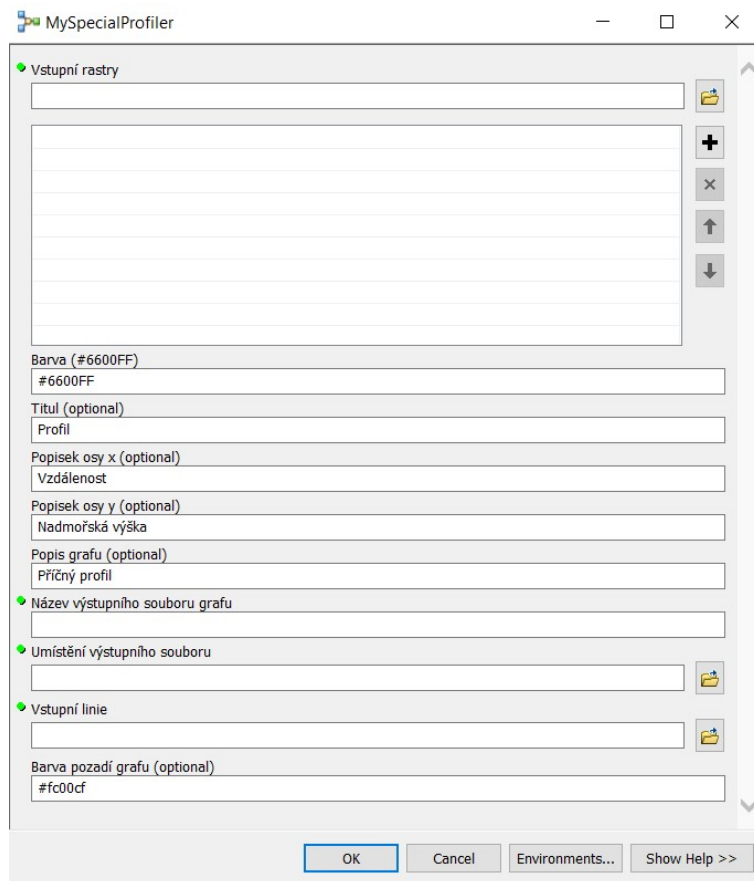 MySpecialProfiler
Vstupní rastry
Barva (#6600FF)
#6600FF
Titul (optional)
Profil
Popisek osy x (optional)
Vzdálenost
Popisek osy y (optional)
Nadmořská výška
Popis grafu (optional)
Příčný profil
Název výstupního souboru grafu
Umístění výstupního souboru
Vstupní linie
Barva pozadí grafu (optional)
#fc00cf
OK Cancel Environments... Show Help >>